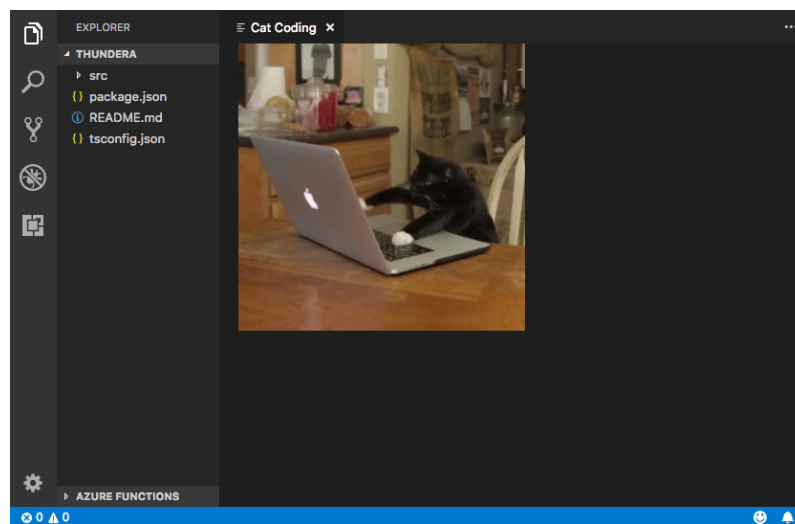 EXPLORER
THUNDERA
src
package.json
README.md
tsconfig.json
AZURE FUNCTIONS
Cat Coding
0 0